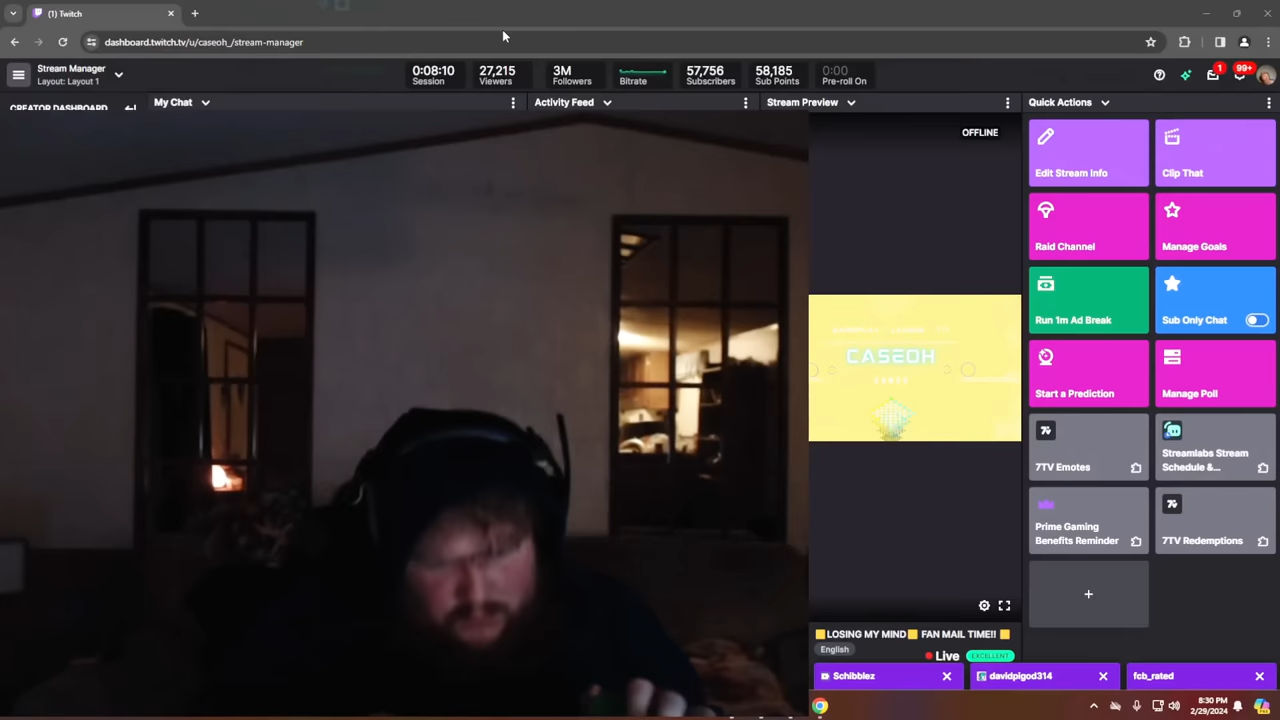 (1) Twitch
dashboard.twitch.tv/u/caseoh_/stream-manager
Stream Manager
Layout: Layout 1
0:08:10
Session
27,215
Viewers
3M
Followers
Bitrate
57,756
Subscribers
58,185
Sub Points
0:00
Pre-roll On
1
99+
CREATOR DASHBOARD
My Chat
Activity Feed
Stream Preview
Quick Actions
OFFLINE
CASEOH
Edit Stream Info
Clip That
Raid Channel
Manage Goals
Run 1m Ad Break
Sub Only Chat
Start a Prediction
Manage Poll
7TV Emotes
Streamlabs Stream
Schedule &...
Prime Gaming
Benefits Reminder
7TV Redemptions
+
🟨LOSING MY MIND🟨 FAN MAIL TIME!! 🟨
English
Live
EXCELLENT
Schibblez
davidpigod314
fcb_rated
8:30 PM
2/29/2024